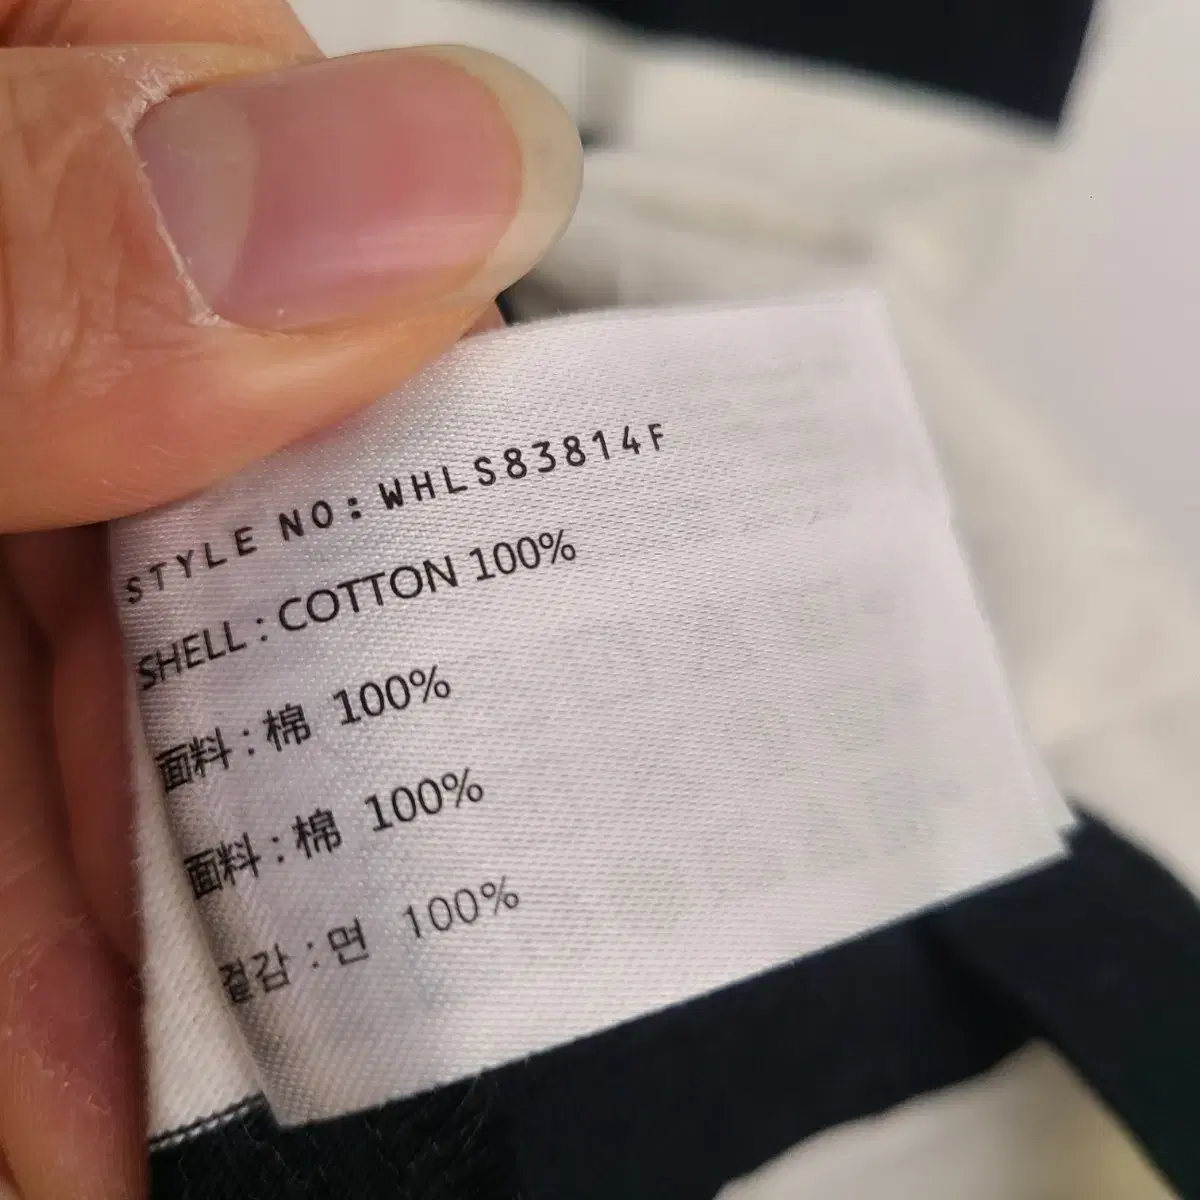 STYLE NO: WHLS83814F
SHELL : COTTON 100%
面料 : 棉 100%
面料 : 棉 100%
겉감 : 면 100%